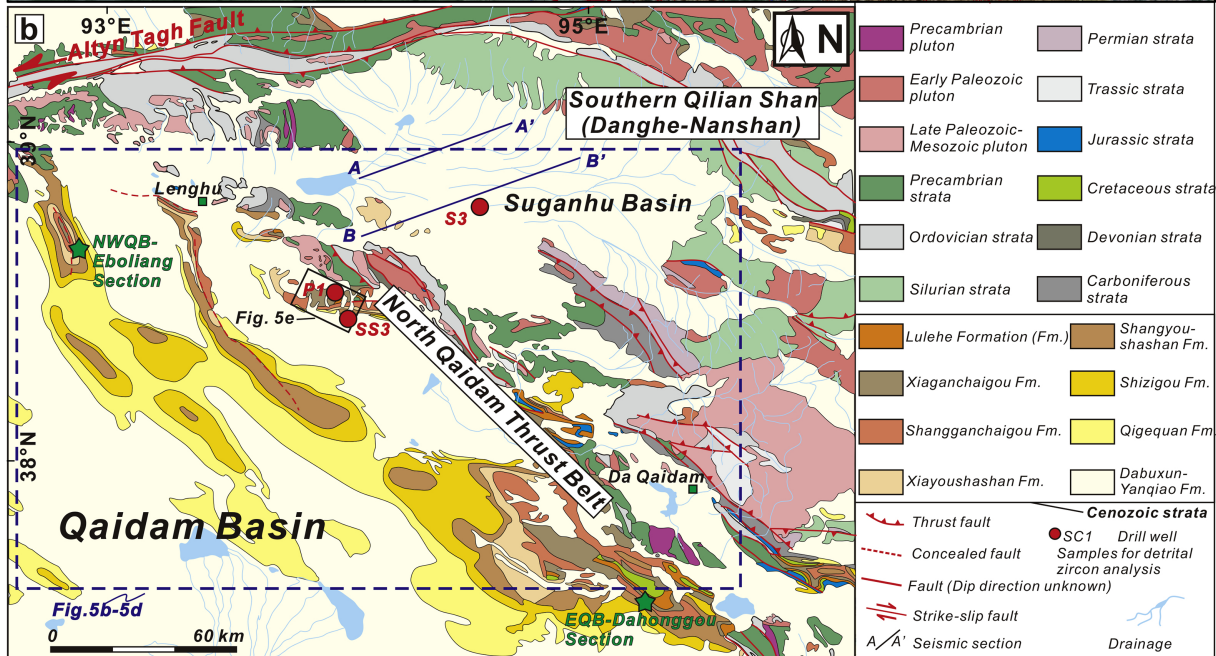 b
93°E
95°E
N
Altyn Tagh Fault
Southern Qilian Shan
(Danghe-Nanshan)
A'
39°N
A
B'
Lenghu
S3
Suganhu Basin
B
NWQB-
Eboliang
Section
P1
Fig. 5e
SS3
North Qaidam Thrust Belt
38°N
Da Qaidam
Qaidam Basin
Fig.5b-5d
EQB-Dahonggou
Section
0
60 km
Precambrian
pluton
Permian strata
Early Paleozoic
pluton
Trassic strata
Late Paleozoic-
Mesozoic pluton
Jurassic strata
Precambrian
strata
Cretaceous strata
Ordovician strata
Devonian strata
Silurian strata
Carboniferous
strata
Lulehe Formation (Fm.)
Shangyou-
shashan Fm.
Xiaganchaigou Fm.
Shizigou Fm.
Shangganchaigou Fm.
Qigequan Fm.
Xiayoushashan Fm.
Dabuxun-
Yanqiao Fm.
Cenozoic strata
Thrust fault
SC1 Drill well
Samples for detrital
zircon analysis
Concealed fault
Fault (Dip direction unknown)
Strike-slip fault
A A' Seismic section
Drainage